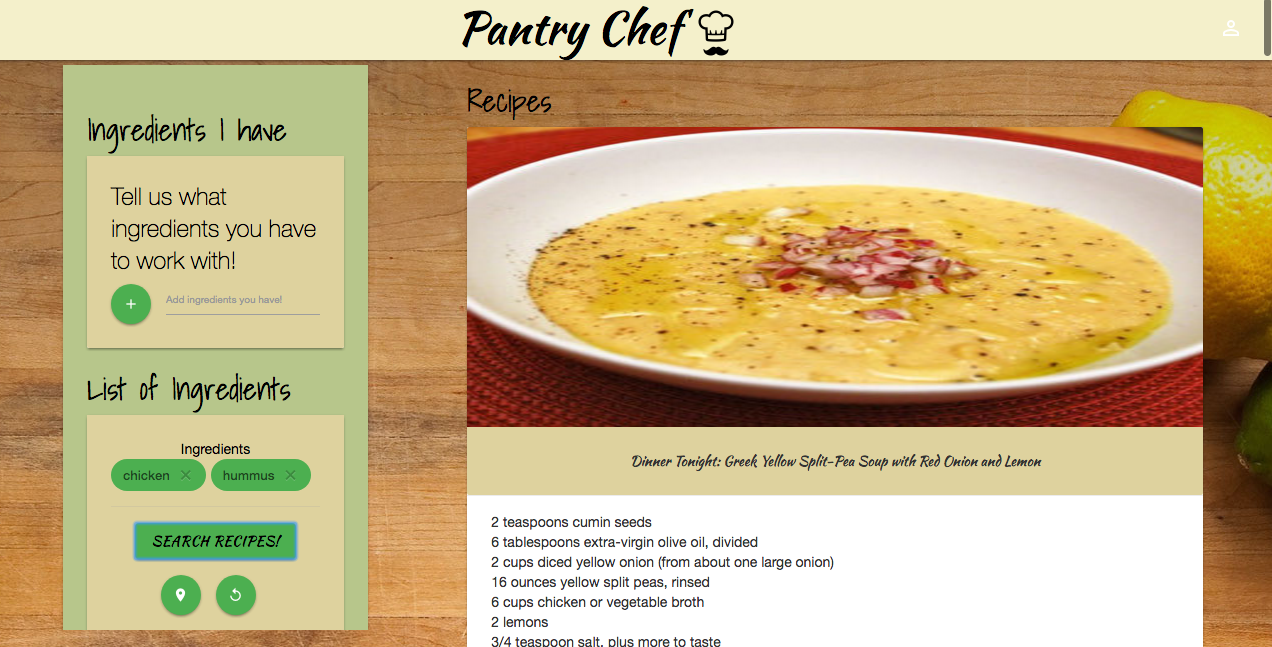 Pantry Chef
Ingredients I have
Tell us what
ingredients you have
to work with!
Add ingredients you have!
List of Ingredients
Ingredients
chicken
hummus
SEARCH RECIPES!
Recipes
Dinner Tonight: Greek Yellow Split-Pea Soup with Red Onion and Lemon
2 teaspoons cumin seeds
6 tablespoons extra-virgin olive oil, divided
2 cups diced yellow onion (from about one large onion)
16 ounces yellow split peas, rinsed
6 cups chicken or vegetable broth
2 lemons
3/4 teaspoon salt, plus more to taste